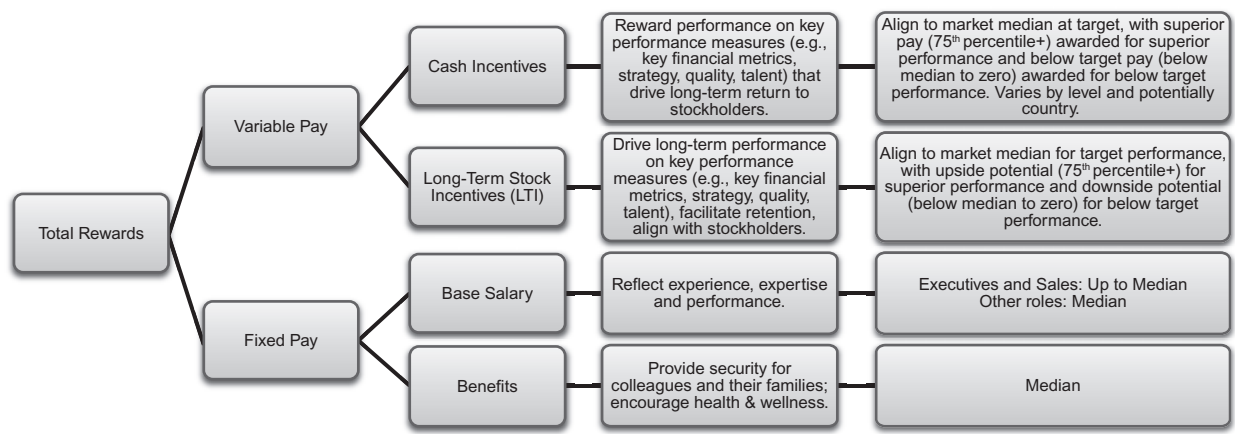 Total Rewards
Variable Pay
Cash Incentives
Reward performance on key
performance measures (e.g.,
key financial metrics,
strategy, quality, talent) that
drive long-term return to
stockholders.
Align to market median at target, with superior
pay (75th percentile+) awarded for superior
performance and below target pay (below
median to zero) awarded for below target
performance. Varies by level and potentially
country.
Long-Term Stock
Incentives (LTI)
Drive long-term performance
on key performance
measures (e.g., key financial
metrics, strategy, quality,
talent), facilitate retention,
align with stockholders.
Align to market median for target performance,
with upside potential (75th percentile+) for
superior performance and downside potential
(below median to zero) for below target
performance.
Fixed Pay
Base Salary
Reflect experience, expertise
and performance.
Executives and Sales: Up to Median
Other roles: Median
Benefits
Provide security for
colleagues and their families;
encourage health & wellness.
Median